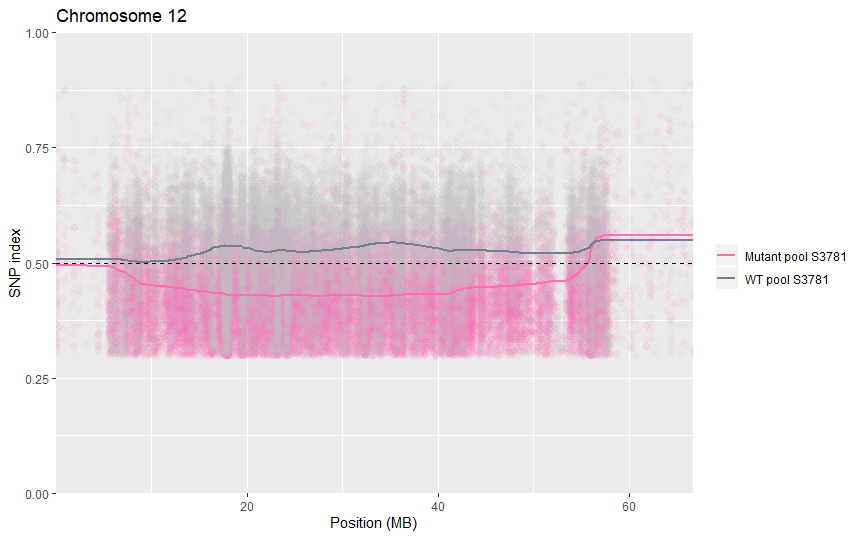 Chromosome 12
1.00
0.75
0.50
0.25
0.00
SNP index
20
40
60
Position (MB)
Mutant pool S3781
WT pool S3781